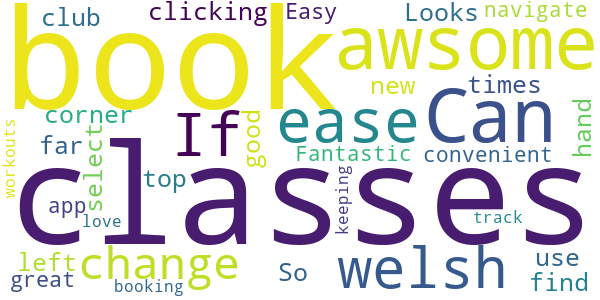 club
clicking
Easy
Looks
navigate
book
awsome
new
times
corner
If
good
ease
Can
hand
workouts
far
select
Fantastic
convenient
classes
top
keeping
app
love
track
left
change
welsh
use
great
booking
So
find